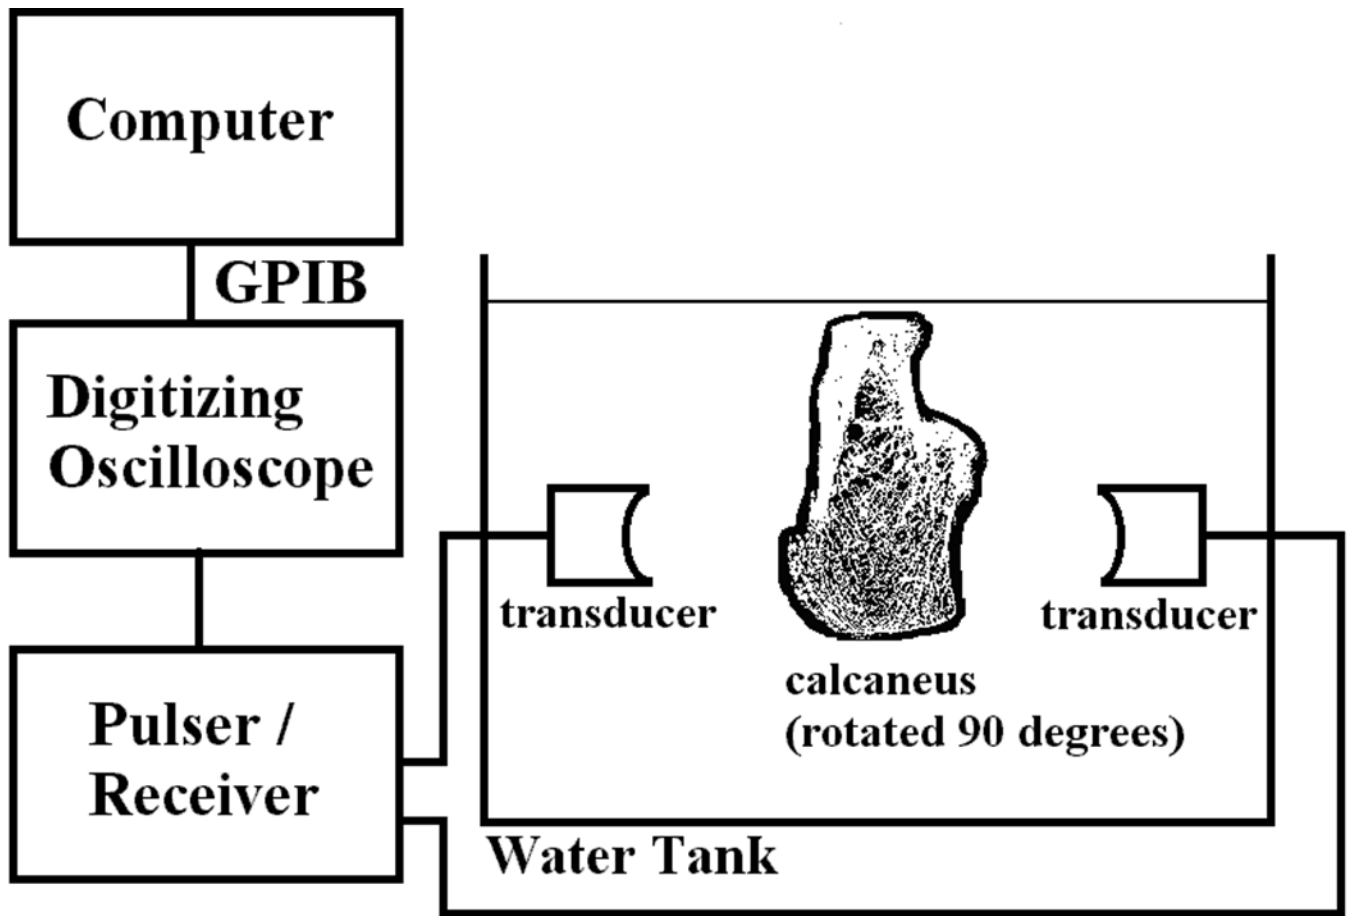 Computer
GPIB
Digitizing
Oscilloscope
Pulser /
Receiver
transducer
transducer
calcaneus
(rotated 90 degrees)
Water Tank